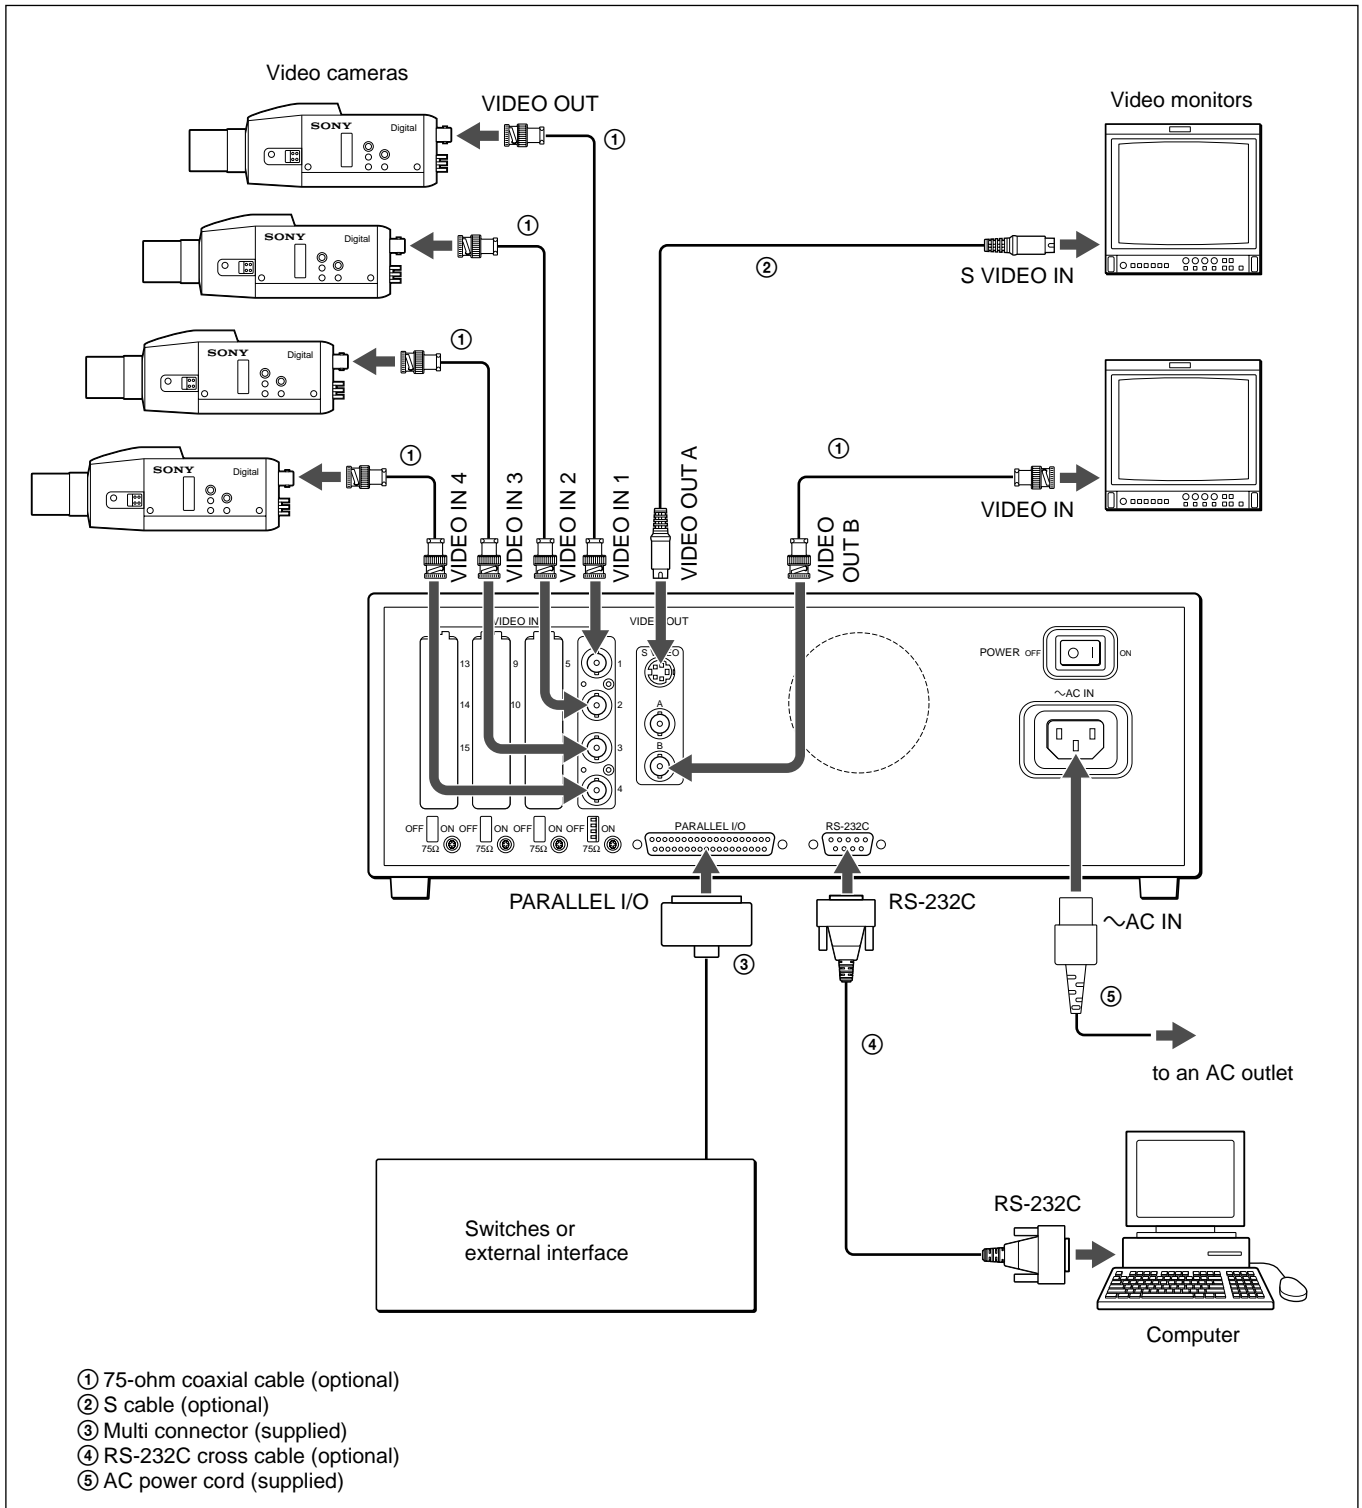 Video cameras
VIDEO OUT
Video monitors
SONY
Digital
①
SONY
Digital
①
②
S VIDEO IN
SONY
Digital
①
SONY
Digital
①
①
VIDEO IN
VIDEO IN 4
VIDEO IN 3
VIDEO IN 2
VIDEO IN 1
VIDEO OUT A
VIDEO
OUT B
VIDEO IN
VIDEO OUT
S VIDEO
POWER OFF ON
13 9 5 1
∼AC IN
14 10 2
A
15 3
B
4
OFF ON OFF ON OFF ON OFF ON
75Ω 75Ω 75Ω 75Ω
PARALLEL I/O
RS-232C
PARALLEL I/O
RS-232C
∼AC IN
③
⑤
④
to an AC outlet
RS-232C
Switches or
external interface
Computer
① 75-ohm coaxial cable (optional)
② S cable (optional)
③ Multi connector (supplied)
④ RS-232C cross cable (optional)
⑤ AC power cord (supplied)